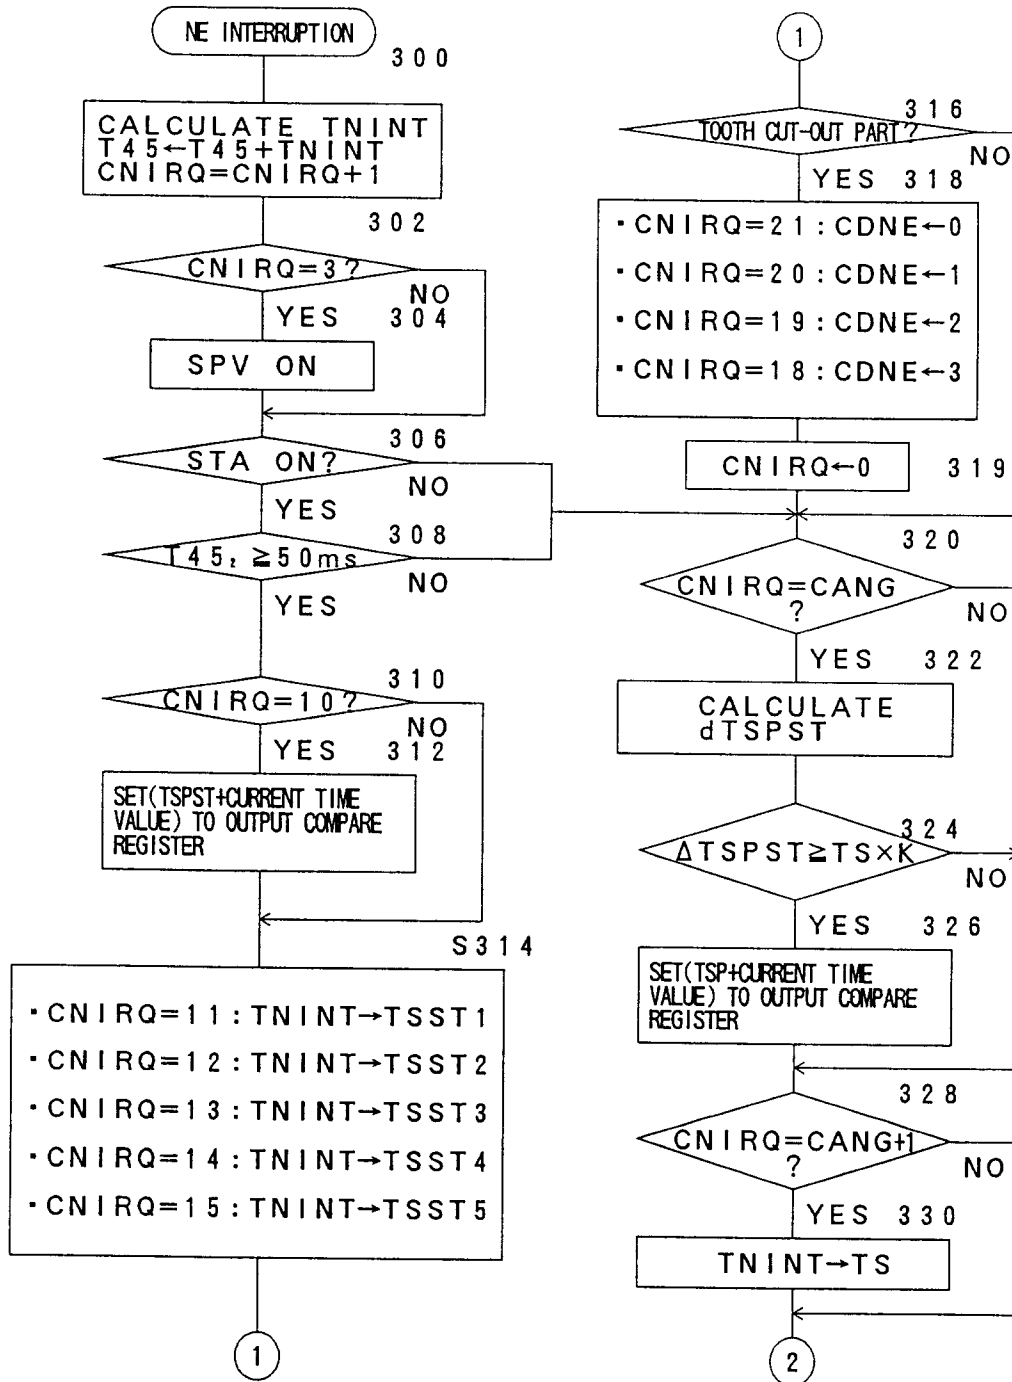 NE INTERRUPTION
300
CALCULATE TNINT
T45←T45+TNINT
CNIRQ=CNIRQ+1
302
CNIRQ=3?
NO
YES 304
SPV ON
306
STA ON?
NO
YES
308
T45₂ ≧50ms
NO
YES
310
CNIRQ=10?
NO
YES 312
SET(TSPST+CURRENT TIME
VALUE) TO OUTPUT COMPARE
REGISTER
S314
·CNIRQ=11:TNINT→TSST1
·CNIRQ=12:TNINT→TSST2
·CNIRQ=13:TNINT→TSST3
·CNIRQ=14:TNINT→TSST4
·CNIRQ=15:TNINT→TSST5
1
1
316
TOOTH CUT-OUT PART?
NO
YES 318
·CNIRQ=21:CDNE←0
·CNIRQ=20:CDNE←1
·CNIRQ=19:CDNE←2
·CNIRQ=18:CDNE←3
CNIRQ←0 319
320
CNIRQ=CANG
?
NO
YES 322
CALCULATE
dTSPST
324
ΔTSPST≧TS×K
NO
YES 326
SET(TSP+CURRENT TIME
VALUE) TO OUTPUT COMPARE
REGISTER
328
CNIRQ=CANG+1
?
NO
YES 330
TNINT→TS
2